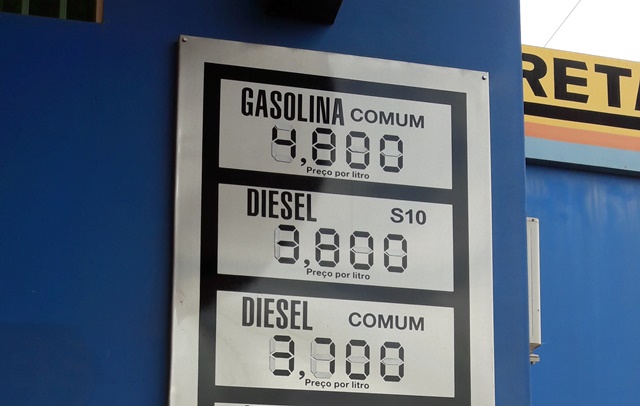 GASOLINA COMUM
4,800
Preço por litro
DIESEL S10
3,800
Preço por litro
DIESEL COMUM
3,700
Preço por litro
RETA